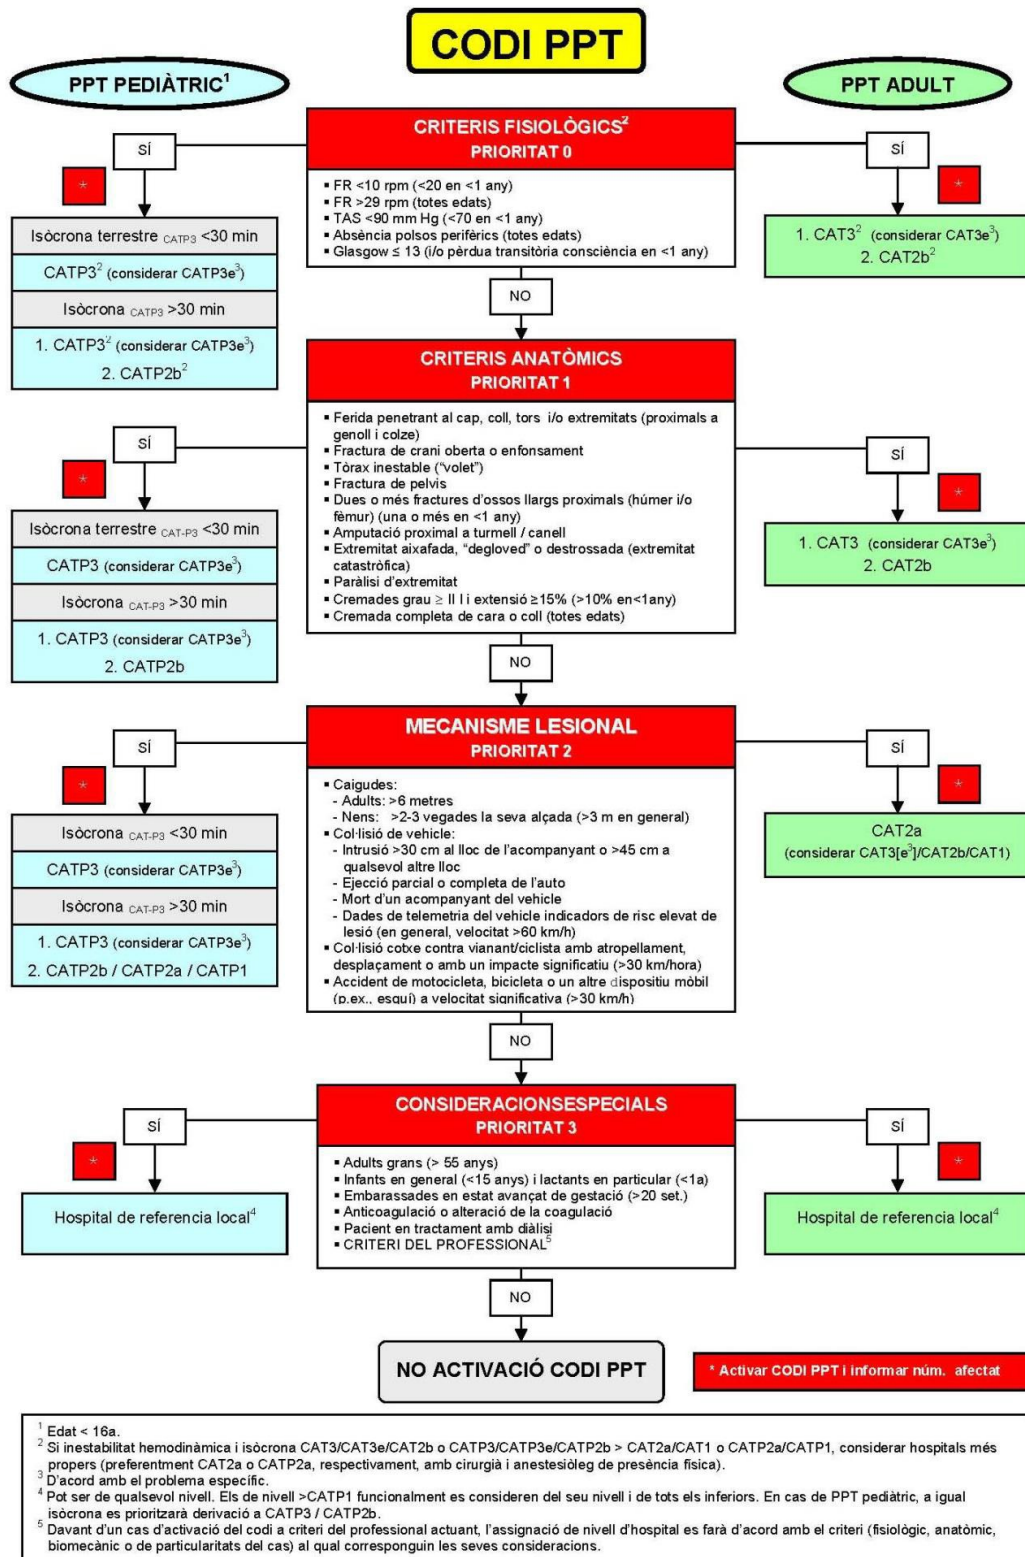 CODI PPT
PPT PEDIÀTRIC¹
PPT ADULT
CRITERIS FISIOLÒGICS²
PRIORITAT 0
SÍ
SÍ
*
*
▪ FR <10 rpm (<20 en <1 any)
▪ FR >29 rpm (totes edats)
▪ TAS <90 mm Hg (<70 en <1 any)
▪ Absència polsos perifèrics (totes edats)
▪ Glasgow ≤ 13 (i/o pèrdua transitòria consciència en <1 any)
Isòcrona terrestre CATP3 <30 min
CATP3² (considerar CATP3e³)
Isòcrona CATP3 >30 min
1. CATP3² (considerar CATP3e³)
2. CATP2b²
1. CAT3² (considerar CAT3e³)
2. CAT2b²
NO
CRITERIS ANATÒMICS
PRIORITAT 1
SÍ
SÍ
*
*
▪ Ferida penetrant al cap, coll, tors i/o extremitats (proximals a
genoll i colze)
▪ Fractura de crani oberta o enfonsament
▪ Tòrax inestable (“volet”)
▪ Fractura de pelvis
▪ Dues o més fractures d’ossos llargs proximals (húmer i/o
fèmur) (una o més en <1 any)
▪ Amputació proximal a turmell / canell
▪ Extremitat aixafada, “degloved” o destrossada (extremitat
catastròfica)
▪ Paràlisi d’extremitat
▪ Cremades grau ≥ II I i extensió ≥15% (>10% en<1any)
▪ Cremada completa de cara o coll (totes edats)
Isòcrona terrestre CAT-P3 <30 min
CATP3 (considerar CATP3e³)
Isòcrona CAT-P3 >30 min
1. CATP3 (considerar CATP3e³)
2. CATP2b
1. CAT3 (considerar CAT3e³)
2. CAT2b
NO
MECANISME LESIONAL
PRIORITAT 2
SÍ
SÍ
*
*
▪ Caigudes:
- Adults: >6 metres
- Nens: >2-3 vegades la seva alçada (>3 m en general)
▪ Col·lisió de vehicle:
- Intrusió >30 cm al lloc de l’acompanyant o >45 cm a
qualsevol altre lloc
- Ejecció parcial o completa de l’auto
- Mort d’un acompanyant del vehicle
- Dades de telemetria del vehicle indicadors de risc elevat de
lesió (en general, velocitat >60 km/h)
▪ Col·lisió cotxe contra vianant/ciclista amb atropellament,
desplaçament o amb un impacte significatiu (>30 km/hora)
▪ Accident de motocicleta, bicicleta o un altre dispositiu mòbil
(p.ex., esquí) a velocitat significativa (>30 km/h)
Isòcrona CAT-P3 <30 min
CATP3 (considerar CATP3e³)
Isòcrona CAT-P3 >30 min
1. CATP3 (considerar CATP3e³)
2. CATP2b / CATP2a / CATP1
CAT2a
(considerar CAT3[e³]/CAT2b/CAT1)
NO
CONSIDERACIONSESPECIALS
PRIORITAT 3
SÍ
SÍ
*
*
▪ Adults grans (> 55 anys)
▪ Infants en general (<15 anys) i lactants en particular (<1a)
▪ Embarassades en estat avançat de gestació (>20 set.)
▪ Anticoagulació o alteració de la coagulació
▪ Pacient en tractament amb diàlisi
▪ CRITERI DEL PROFESSIONAL⁵
Hospital de referencia local⁴
Hospital de referencia local⁴
NO
NO ACTIVACIÓ CODI PPT
* Activar CODI PPT i informar núm. afectat
¹ Edat < 16a.
² Si inestabilitat hemodinàmica i isòcrona CAT3/CAT3e/CAT2b o CATP3/CATP3e/CATP2b > CAT2a/CAT1 o CATP2a/CATP1, considerar hospitals més
propers (preferentment CAT2a o CATP2a, respectivament, amb cirurgià i anestesiòleg de presència física).
³ D’acord amb el problema específic.
⁴ Pot ser de qualsevol nivell. Els de nivell >CATP1 funcionalment es consideren del seu nivell i de tots els inferiors. En cas de PPT pediàtric, a igual
isòcrona es prioritzarà derivació a CATP3 / CATP2b.
⁵ Davant d’un cas d’activació del codi a criteri del professional actuant, l’assignació de nivell d’hospital es farà d’acord amb el criteri (fisiològic, anatòmic,
biomecànic o de particularitats del cas) al qual corresponguin les seves consideracions.